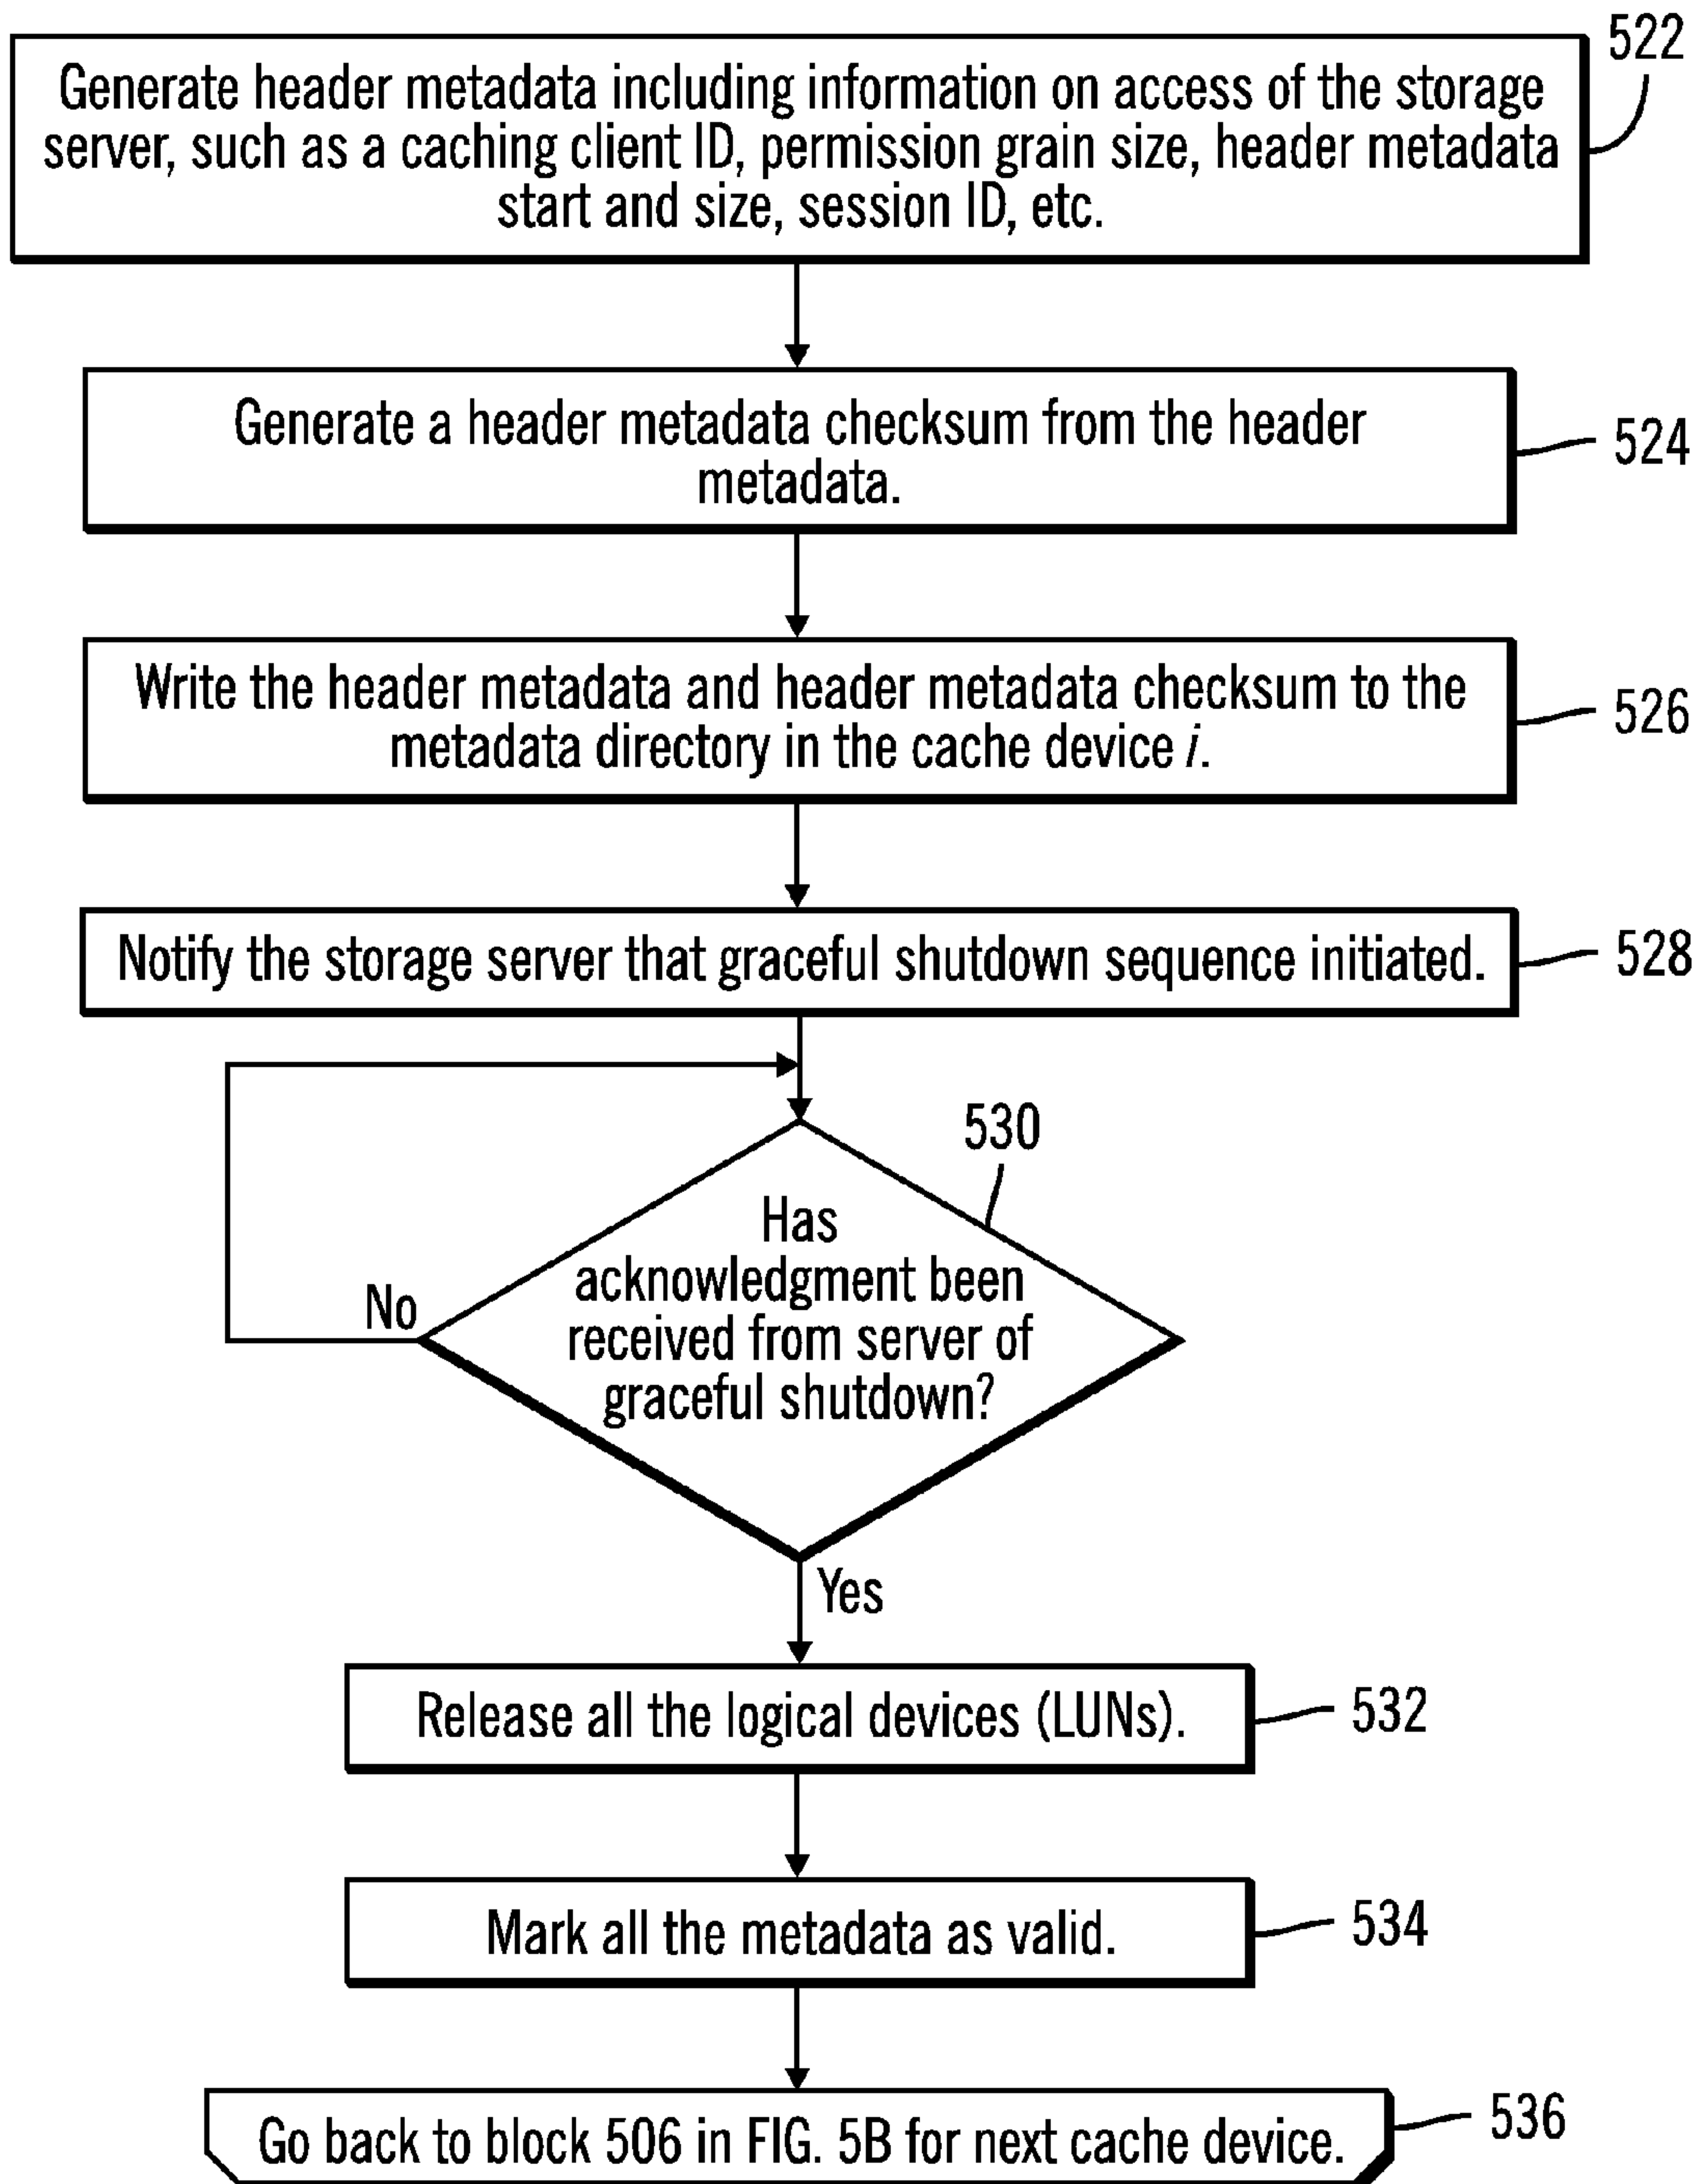 522
Generate header metadata including information on access of the storage
server, such as a caching client ID, permission grain size, header metadata
start and size, session ID, etc.
Generate a header metadata checksum from the header
metadata.
524
Write the header metadata and header metadata checksum to the
metadata directory in the cache device i.
526
Notify the storage server that graceful shutdown sequence initiated.
528
530
Has
acknowledgment been
received from server of
graceful shutdown?
No
Yes
Release all the logical devices (LUNs).
532
Mark all the metadata as valid.
534
Go back to block 506 in FIG. 5B for next cache device.
536